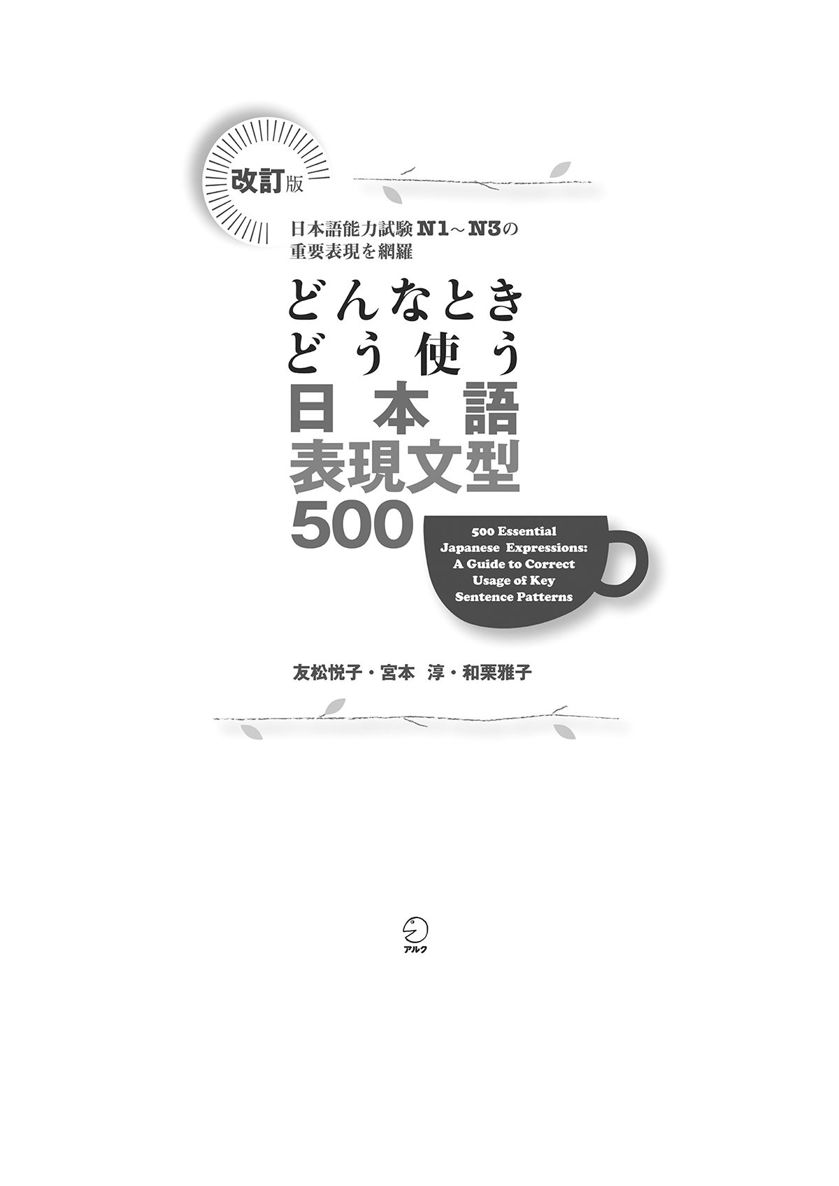 改訂版
日本語能力試験N1～N3の
重要表現を網羅
どんなとき
どう使う
日本語
表現文型
500
500 Essential
Japanese Expressions:
A Guide to Correct
Usage of Key
Sentence Patterns
友松悦子・宮本 淳・和栗雅子
アルク